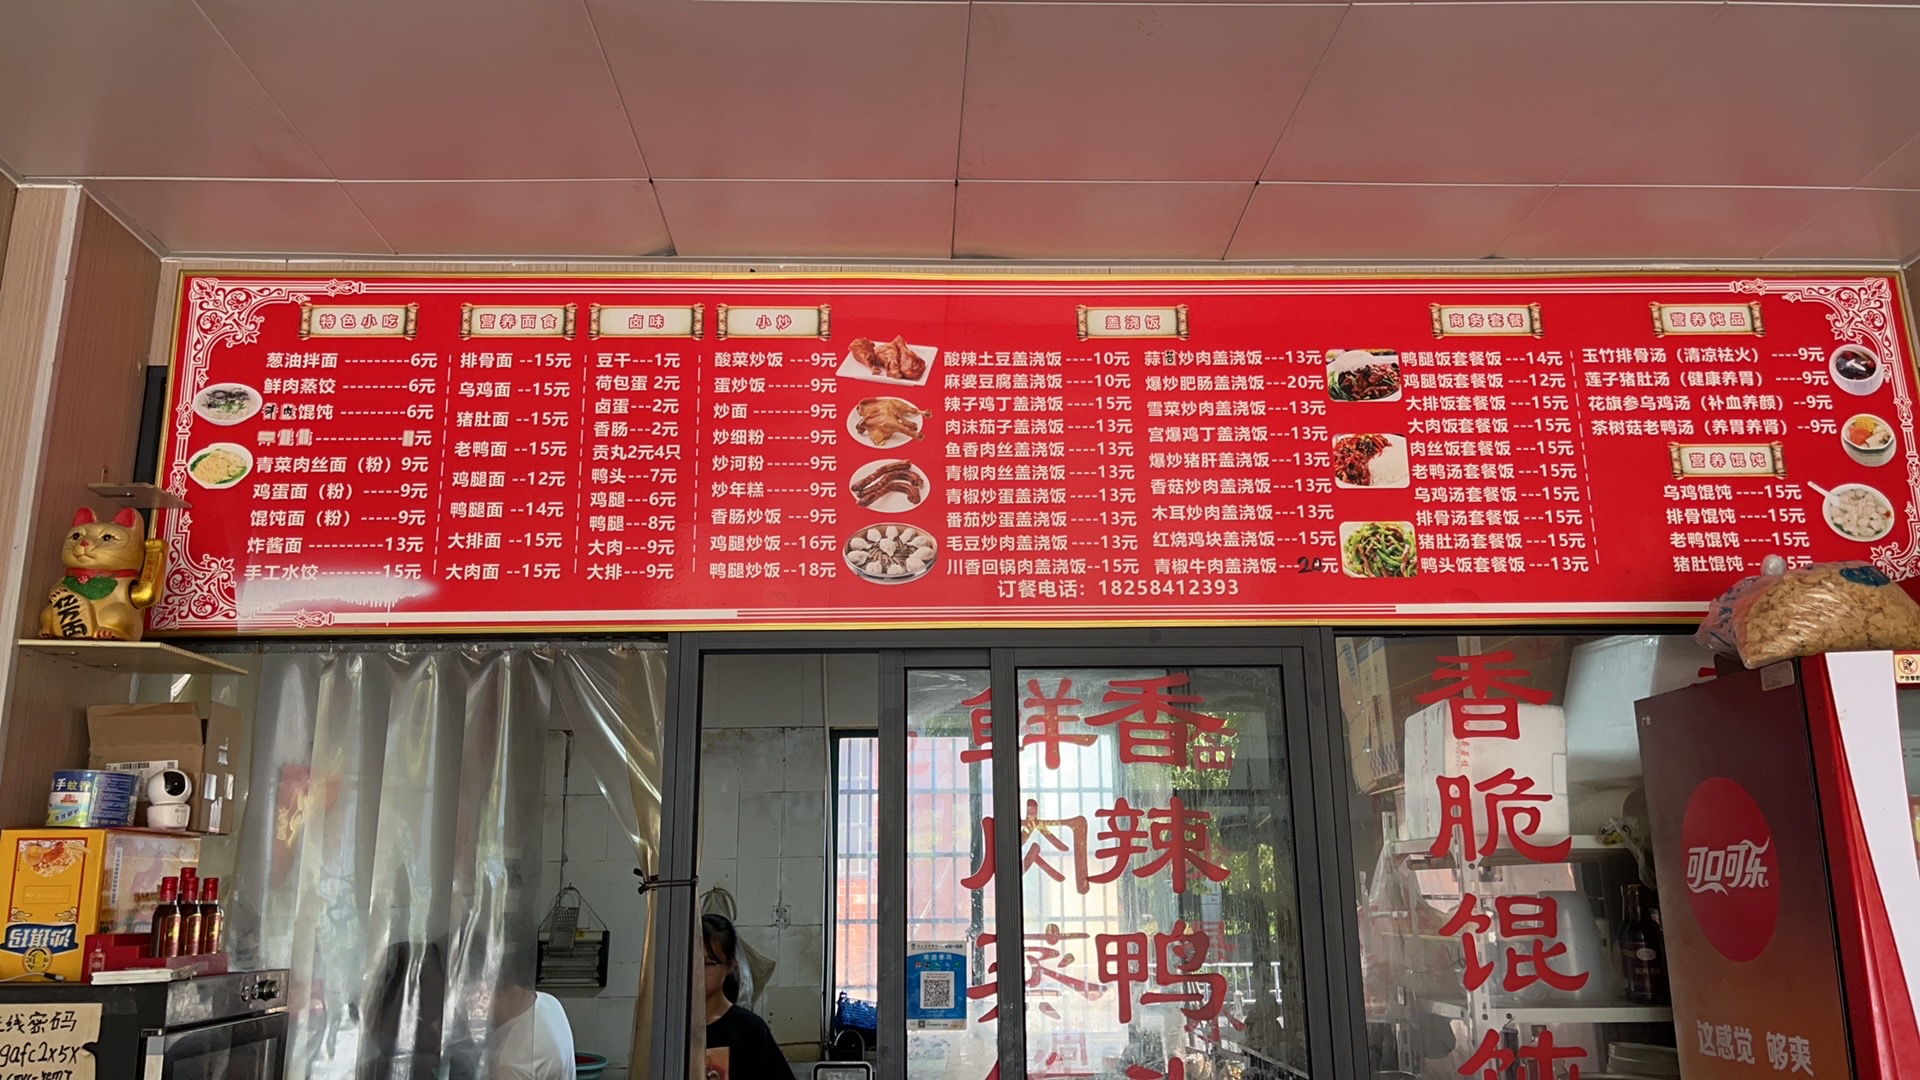 特色小吃
葱油拌面 ---------6元
鲜肉蒸饺 ---------6元
馄饨 ------------6元
元
青菜肉丝面（粉）9元
鸡蛋面（粉）-----9元
馄饨面（粉）-----9元
炸酱面 ----------13元
手工水饺---------15元
营养面食
排骨面 --15元
乌鸡面 --15元
猪肚面 --15元
老鸭面 --15元
鸡腿面 --12元
鸭腿面 --14元
大排面 --15元
大肉面 --15元
卤味
豆干---1元
荷包蛋 2元
卤蛋---2元
香肠---2元
贡丸2元4只
鸭头---7元
鸡腿---6元
鸭腿---8元
大肉---9元
大排---9元
小炒
酸菜炒饭 ---9元
蛋炒饭------9元
炒面 --------9元
炒细粉 ------9元
炒河粉 ------9元
炒年糕 ------9元
香肠炒饭 ---9元
鸡腿炒饭 --16元
鸭腿炒饭 --18元
盖浇饭
酸辣土豆盖浇饭----10元
麻婆豆腐盖浇饭----10元
辣子鸡丁盖浇饭----15元
肉沫茄子盖浇饭----13元
鱼香肉丝盖浇饭----13元
青椒肉丝盖浇饭----13元
青椒炒蛋盖浇饭----13元
番茄炒蛋盖浇饭----13元
毛豆炒肉盖浇饭----13元
川香回锅肉盖浇饭--15元
蒜苗炒肉盖浇饭---13元
爆炒肥肠盖浇饭---20元
雪菜炒肉盖浇饭---13元
宫爆鸡丁盖浇饭---13元
爆炒猪肝盖浇饭---13元
香菇炒肉盖浇饭---13元
木耳炒肉盖浇饭---13元
红烧鸡块盖浇饭---15元
青椒牛肉盖浇饭---20元
订餐电话：18258412393
商务套餐
鸭腿饭套餐饭 ---14元
鸡腿饭套餐饭 ---12元
大排饭套餐饭 ---15元
大肉饭套餐饭 ---15元
肉丝饭套餐饭 ---15元
老鸭汤套餐饭 ---15元
乌鸡汤套餐饭 ---15元
排骨汤套餐饭 ---15元
猪肚汤套餐饭 ---15元
鸭头饭套餐饭 ---13元
营养炖品
玉竹排骨汤（清凉祛火） ----9元
莲子猪肚汤（健康养胃） ----9元
花旗参乌鸡汤（补血养颜）--9元
茶树菇老鸭汤（养胃养肾）--9元
营养馄饨
乌鸡馄饨 ----15元
排骨馄饨 ----15元
老鸭馄饨 ----15元
猪肚馄饨 5元
鲜肉蒸
香辣鸭
香脆馄饨
可口可乐
这感觉 够爽
线密码
gafc2x5x